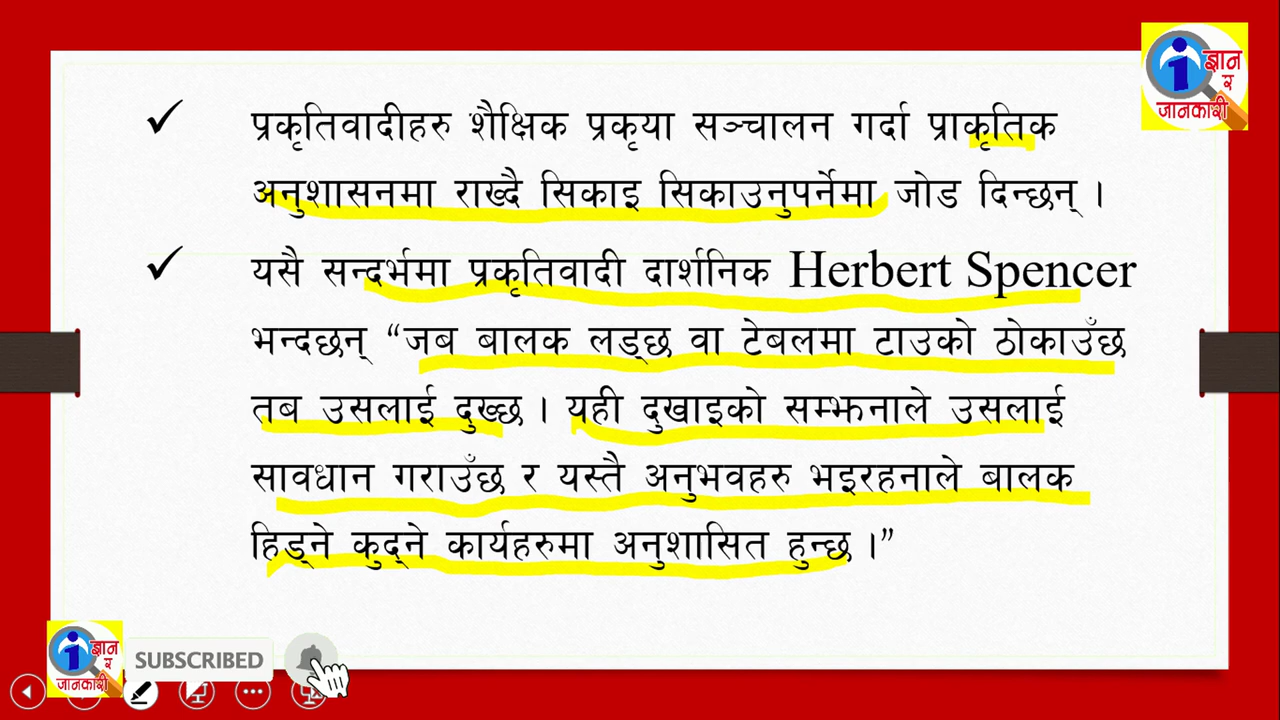 ज्ञान
र
जानकारी
✓ प्रकृतिवादीहरु शैक्षिक प्रकृया सञ्चालन गर्दा प्राकृतिक
अनुशासनमा राख्दै सिकाइ सिकाउनुपर्नेमा जोड दिन्छन् ।
✓ यसै सन्दर्भमा प्रकृतिवादी दार्शनिक Herbert Spencer
भन्दछन् “जब बालक लड्छ वा टेबलमा टाउको ठोकाउँछ
तब उसलाई दुख्छ । यही दुखाइको सम्झनाले उसलाई
सावधान गराउँछ र यस्तै अनुभवहरु भइरहनाले बालक
हिड्ने कुद्ने कार्यहरुमा अनुशासित हुन्छ ।”
ज्ञान
र
जानकारी
SUBSCRIBED